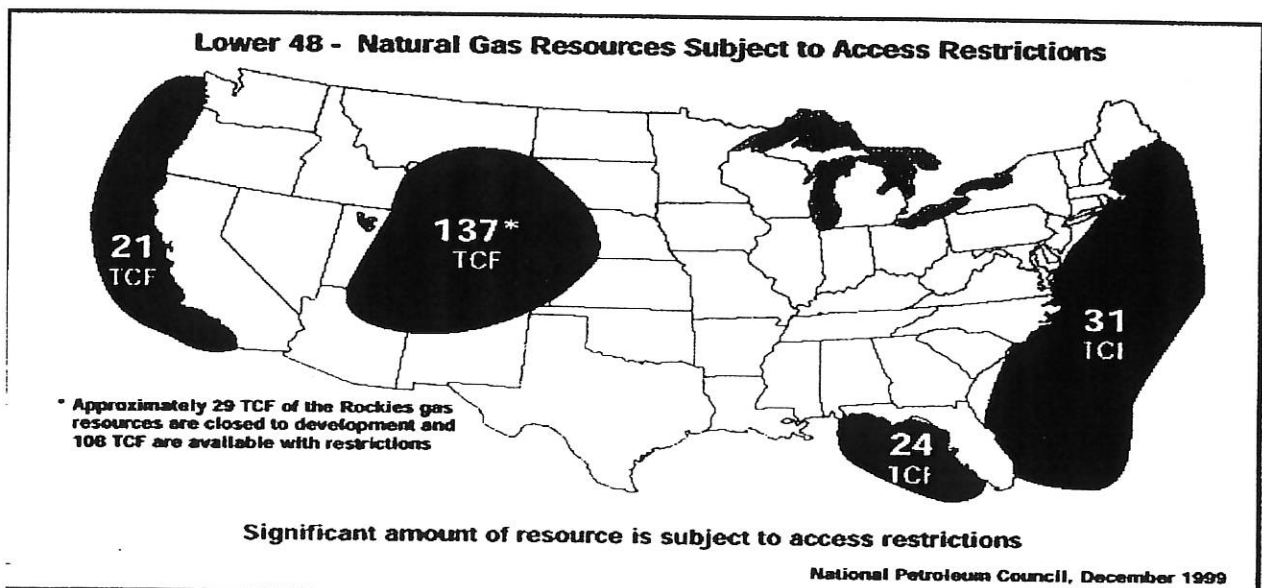 Lower 48 - Natural Gas Resources Subject to Access Restrictions
21
TCF
137*
TCF
31
TCF
24
TCF
* Approximately 29 TCF of the Rockies gas
resources are closed to development and
108 TCF are available with restrictions
Significant amount of resource is subject to access restrictions
National Petroleum Council, December 1999